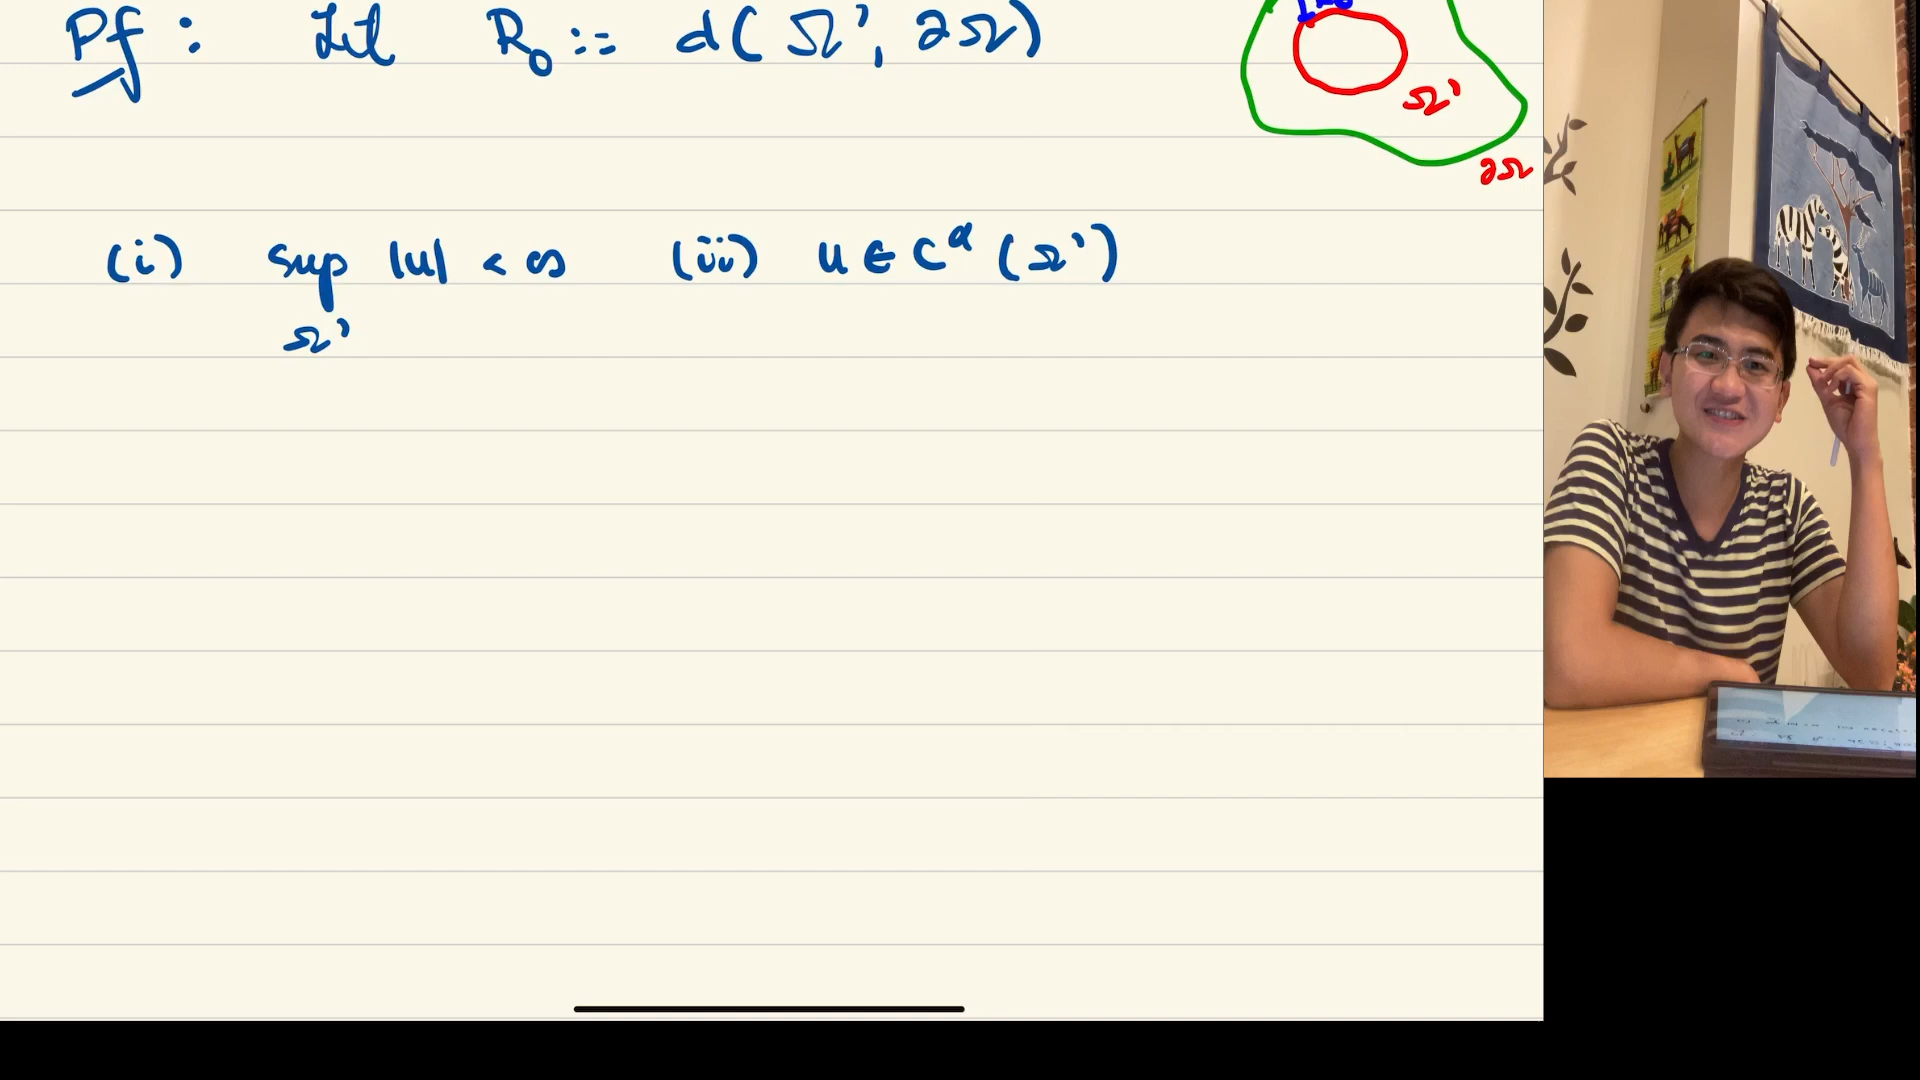 Pf : Let R₀ := d(Ω', ∂Ω)
Ω'
∂Ω
(i) sup |u| < ∞ (ii) u ∈ C^α (Ω')
Ω'